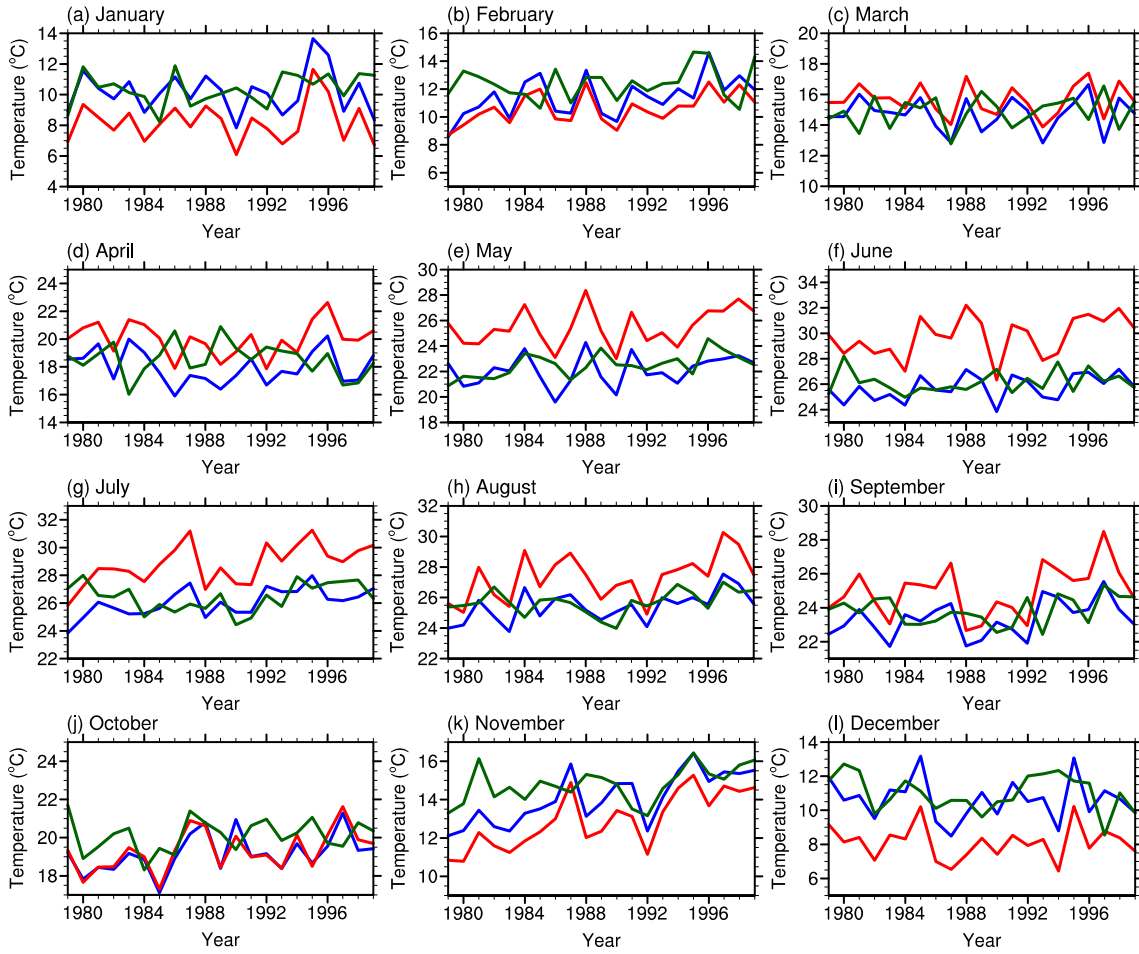 (a) January
(b) February
(c) March
Temperature (°C)
14
12
10
8
6
4
1980 1984 1988 1992 1996
Year
Temperature (°C)
16
14
12
10
8
6
1980 1984 1988 1992 1996
Year
Temperature (°C)
20
18
16
14
12
10
1980 1984 1988 1992 1996
Year
(d) April
(e) May
(f) June
Temperature (°C)
24
22
20
18
16
14
1980 1984 1988 1992 1996
Year
Temperature (°C)
30
28
26
24
22
20
18
1980 1984 1988 1992 1996
Year
Temperature (°C)
34
32
30
28
26
24
1980 1984 1988 1992 1996
Year
(g) July
(h) August
(i) September
Temperature (°C)
32
30
28
26
24
22
1980 1984 1988 1992 1996
Year
Temperature (°C)
32
30
28
26
24
22
1980 1984 1988 1992 1996
Year
Temperature (°C)
30
28
26
24
22
1980 1984 1988 1992 1996
Year
(j) October
(k) November
(l) December
Temperature (°C)
24
22
20
18
1980 1984 1988 1992 1996
Year
Temperature (°C)
16
14
12
10
1980 1984 1988 1992 1996
Year
Temperature (°C)
14
12
10
8
6
1980 1984 1988 1992 1996
Year